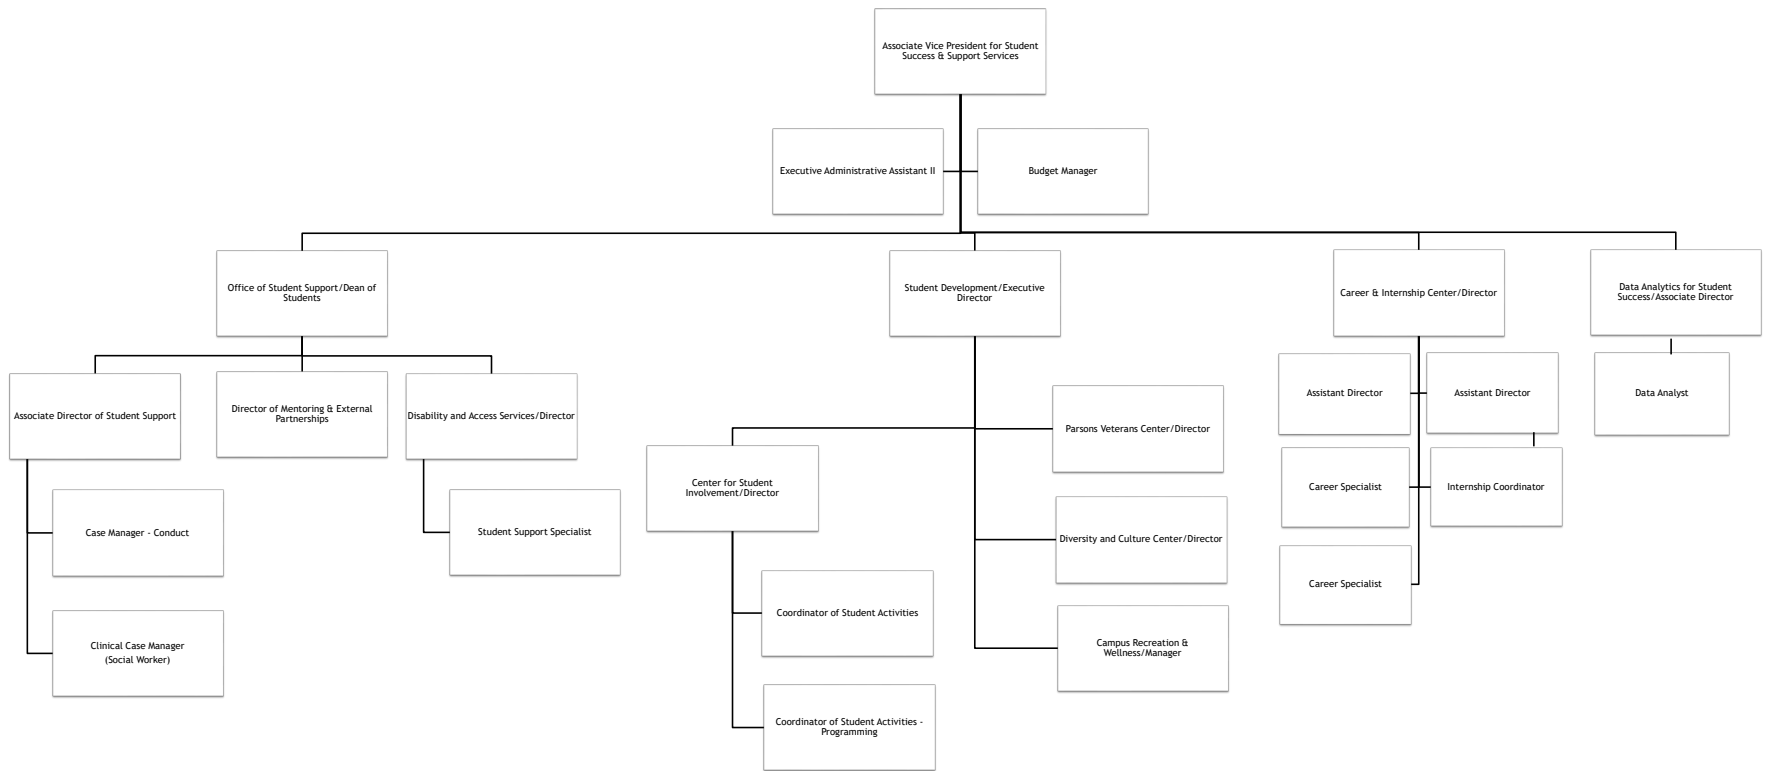 Associate Vice President for Student
Success & Support Services
Executive Administrative Assistant II
Budget Manager
Office of Student Support/Dean of
Students
Student Development/Executive
Director
Career & Internship Center/Director
Data Analytics for Student
Success/Associate Director
Associate Director of Student Support
Director of Mentoring & External
Partnerships
Disability and Access Services/Director
Parsons Veterans Center/Director
Assistant Director
Assistant Director
Data Analyst
Center for Student
Involvement/Director
Career Specialist
Internship Coordinator
Case Manager - Conduct
Student Support Specialist
Diversity and Culture Center/Director
Career Specialist
Coordinator of Student Activities
Clinical Case Manager
(Social Worker)
Campus Recreation &
Wellness/Manager
Coordinator of Student Activities -
Programming